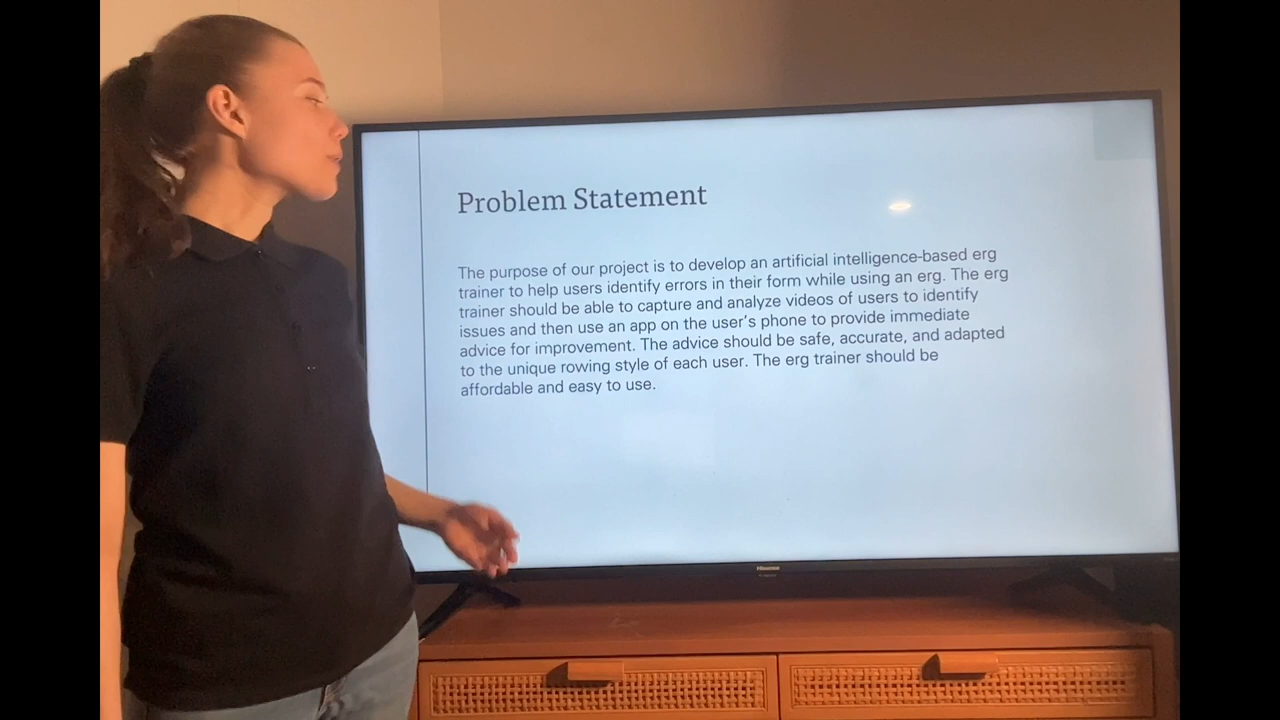 Problem Statement
The purpose of our project is to develop an artificial intelligence-based erg
trainer to help users identify errors in their form while using an erg. The erg
trainer should be able to capture and analyze videos of users to identify
issues and then use an app on the user's phone to provide immediate
advice for improvement. The advice should be safe, accurate, and adapted
to the unique rowing style of each user. The erg trainer should be
affordable and easy to use.
Hisense